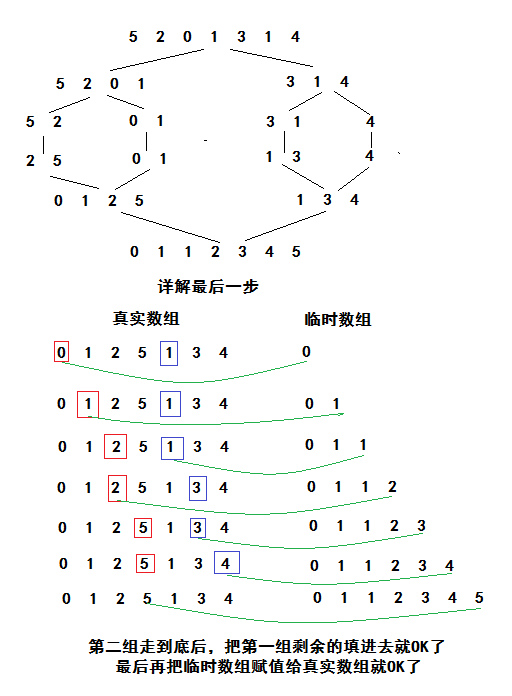 5 2 0 1 3 1 4
5 2 0 1 3 1 4
5 2 0 1 3 1 4
2 5 0 1 1 3 4
0 1 2 5 1 3 4
0 1 1 2 3 4 5
详解最后一步
真实数组 临时数组
0 1 2 5 1 3 4 0
0 1 2 5 1 3 4 0 1
0 1 2 5 1 3 4 0 1 1
0 1 2 5 1 3 4 0 1 1 2
0 1 2 5 1 3 4 0 1 1 2 3
0 1 2 5 1 3 4 0 1 1 2 3 4
0 1 2 5 1 3 4 0 1 1 2 3 4 5
第二组走到底后，把第一组剩余的填进去就OK了
最后再把临时数组赋值给真实数组就OK了